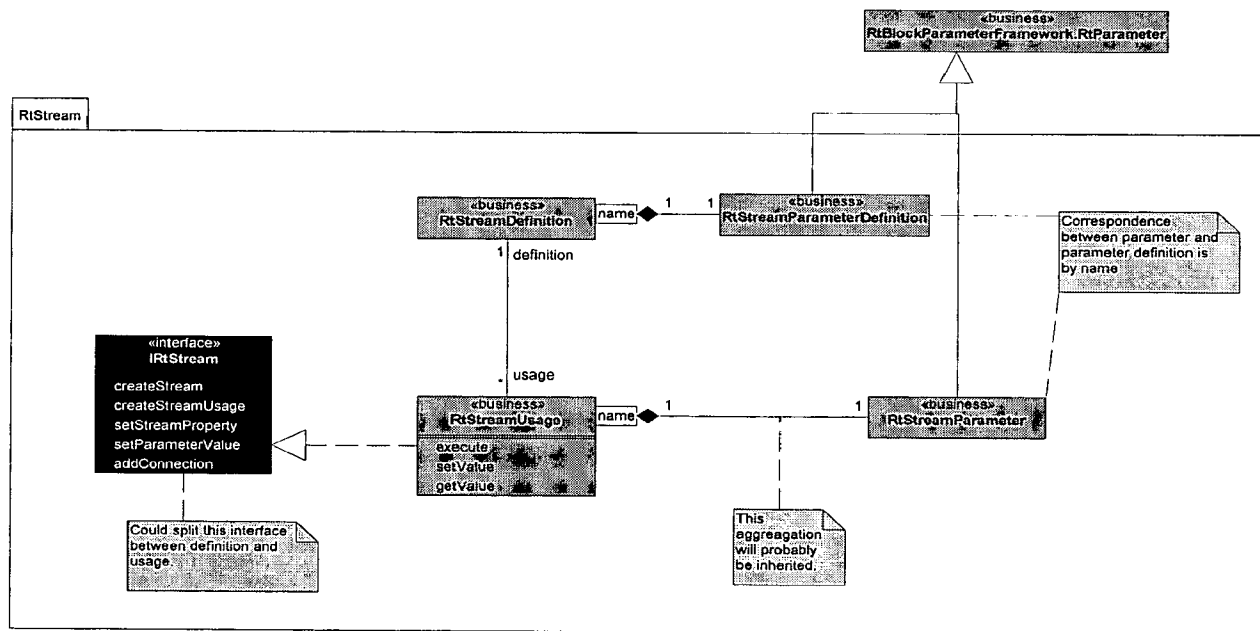 «business»
RtBlockParameterFramework.RtParameter
RtStream
«business»
RtStreamDefinition
name
1
1
«business»
RtStreamParameterDefinition
Correspondence
between parameter and
parameter definition is
by name
1
definition
«interface»
IRtStream
createStream
createStreamUsage
setStreamProperty
setParameterValue
addConnection
*
usage
«business»
RtStreamUsage
execute
setValue
getValue
name
1
1
«business»
RtStreamParameter
Could split this interface
between definition and
usage.
This
aggreagation
will probably
be inherited.